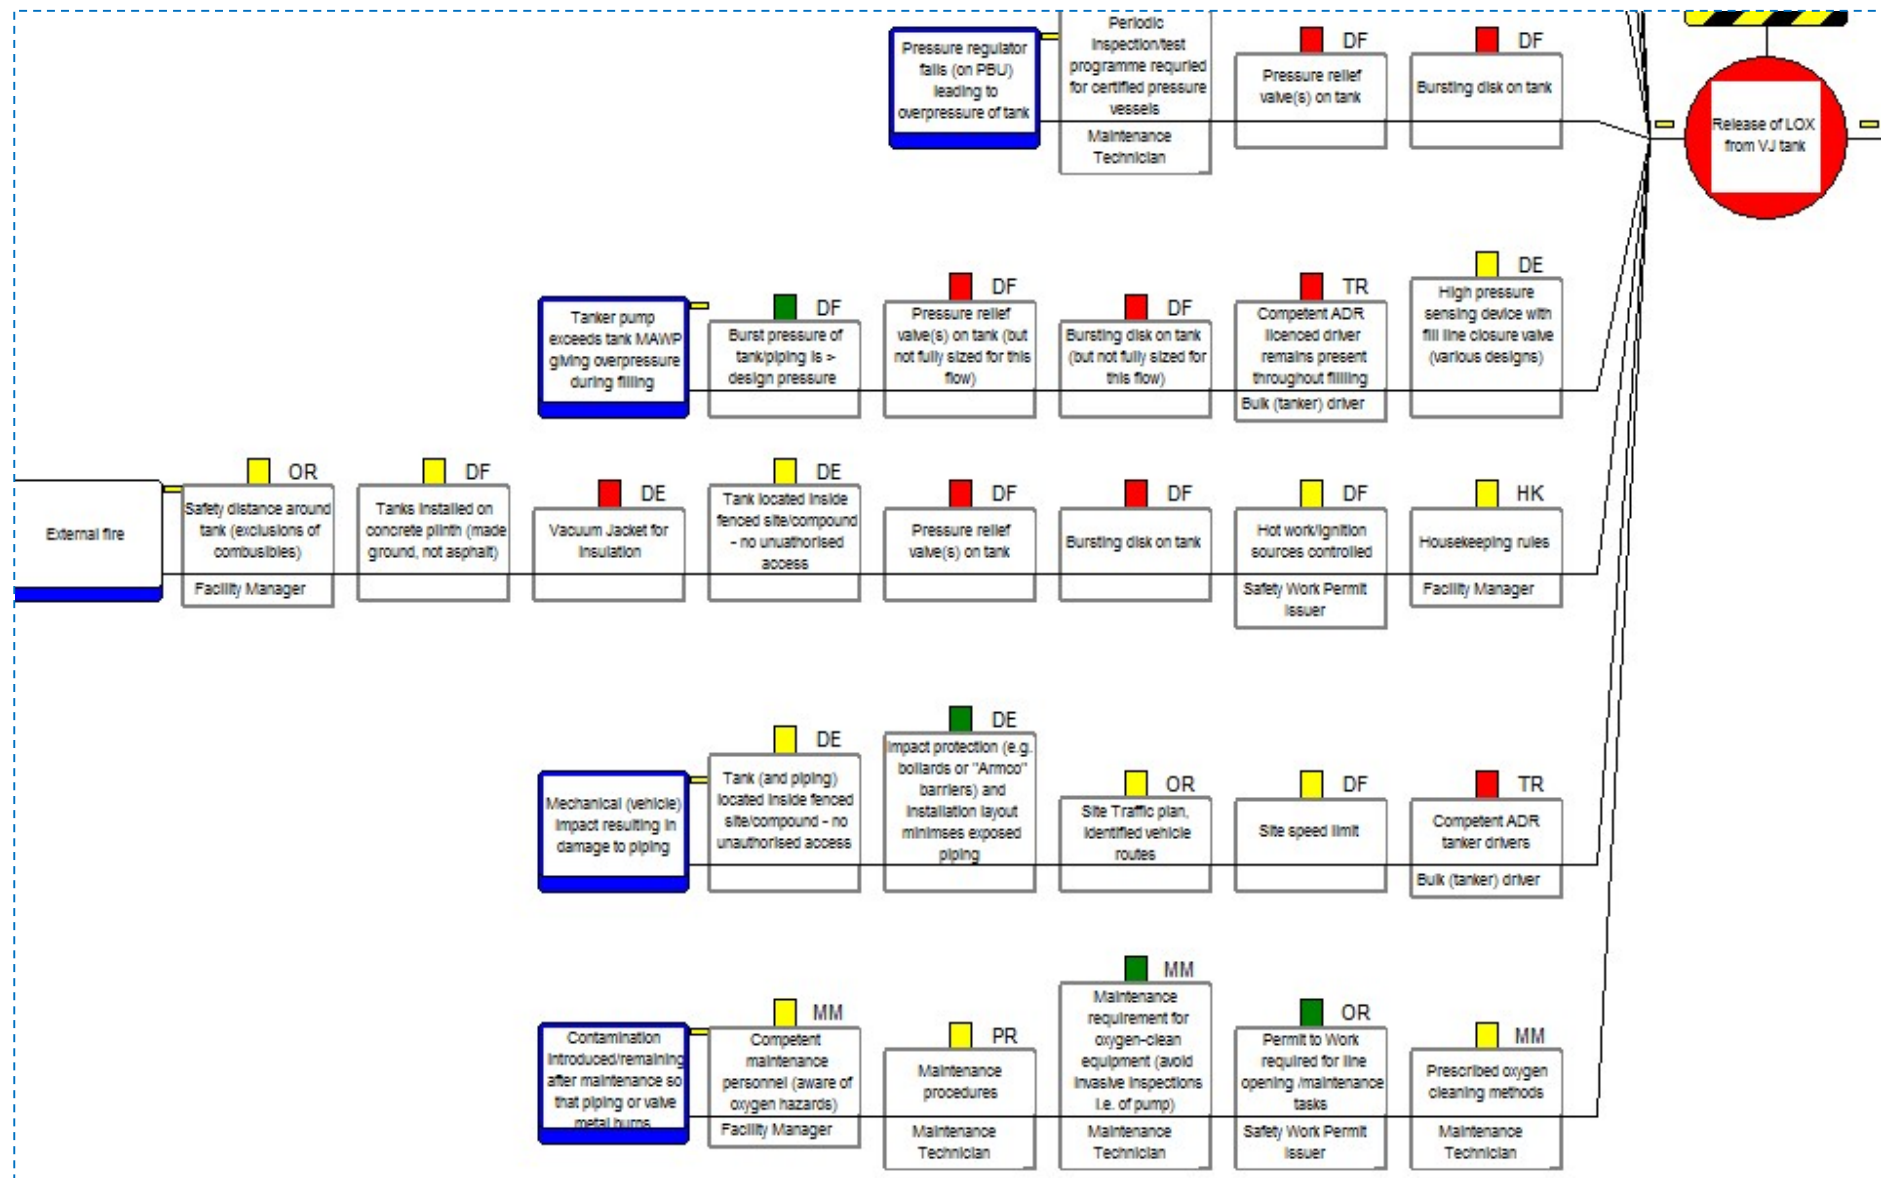 Pressure regulator
fails (on PBU)
leading to
overpressure of tank
Periodic
inspection/test
programme requried
for certified pressure
vessels
Maintenance
Technician
DF
Pressure relief
valve(s) on tank
DF
Bursting disk on tank
Release of LOX
from VJ tank
Tanker pump
exceeds tank MAWP
giving overpressure
during filling
DF
Burst pressure of
tank/piping is >
design pressure
DF
Pressure relief
valve(s) on tank (but
not fully sized for this
flow)
DF
Bursting disk on tank
(but not fully sized for
this flow)
TR
Competent ADR
licenced driver
remains present
throughout fillling
Bulk (tanker) driver
DE
High pressure
sensing device with
fill line closure valve
(various designs)
External fire
OR
Safety distance around
tank (exclusions of
combusibles)
Facility Manager
DF
Tanks installed on
concrete plinth (made
ground, not asphalt)
DE
Vacuum Jacket for
insulation
DE
Tank located inside
fenced site/compound
- no unuathorised
access
DF
Pressure relief
valve(s) on tank
DF
Bursting disk on tank
DF
Hot work/ignition
sources controlled
Safety Work Permit
Issuer
HK
Housekeeping rules
Facility Manager
Mechanical (vehicle)
impact resulting in
damage to piping
DE
Tank (and piping)
located inside fenced
site/compound - no
unauthorised access
DE
Impact protection (e.g.
bollards or "Armco"
barriers) and
installation layout
minimses exposed
piping
OR
Site Traffic plan,
identified vehicle
routes
DF
Site speed limit
TR
Competent ADR
tanker drivers
Bulk (tanker) driver
Contamination
introduced/remaining
after maintenance so
that piping or valve
metal burns
MM
Competent
maintenance
personnel (aware of
oxygen hazards)
Facility Manager
PR
Maintenance
procedures
Maintenance
Technician
MM
Maintenance
requirement for
oxygen-clean
equipment (avoid
invasive inspections
i.e. of pump)
Maintenance
Technician
OR
Permit to Work
required for line
opening /maintenance
tasks
Safety Work Permit
Issuer
MM
Prescribed oxygen
cleaning methods
Maintenance
Technician